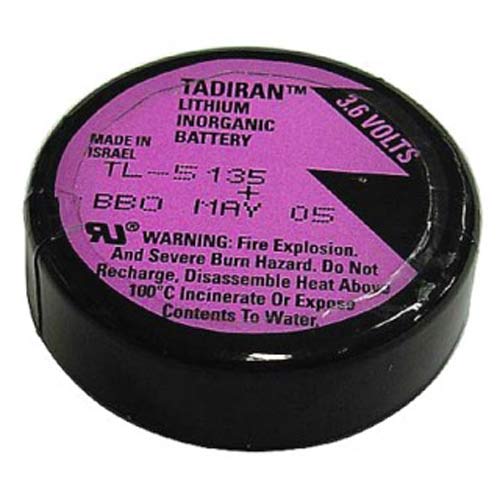 TADIRAN™
LITHIUM
INORGANIC
BATTERY
3.6 VOLTS
MADE IN
ISRAEL
TL-5135
+
BBO MAY 05
RU® WARNING: Fire Explosion.
And Severe Burn Hazard. Do Not
Recharge, Disassemble Heat Above
100°C Incinerate Or Expose
Contents To Water.